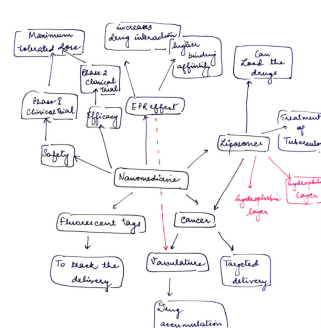 increases
drug interaction
Maximum
tolerated dose
higher
binding
affinity
Can
Load the
drugs
Phase 2
Clinical
Trial
Phase-I
Clinical Trial
EPR effect
Efficacy
Treatment
of
Tuberculo
Safety
Liposomes
Nanomedicine
hydrophobic
layer
hydrophilic
layer
Fluorescent tags
Cancer
To track the
delivery
Vasculature
Targeted
delivery
Drug
accumulation